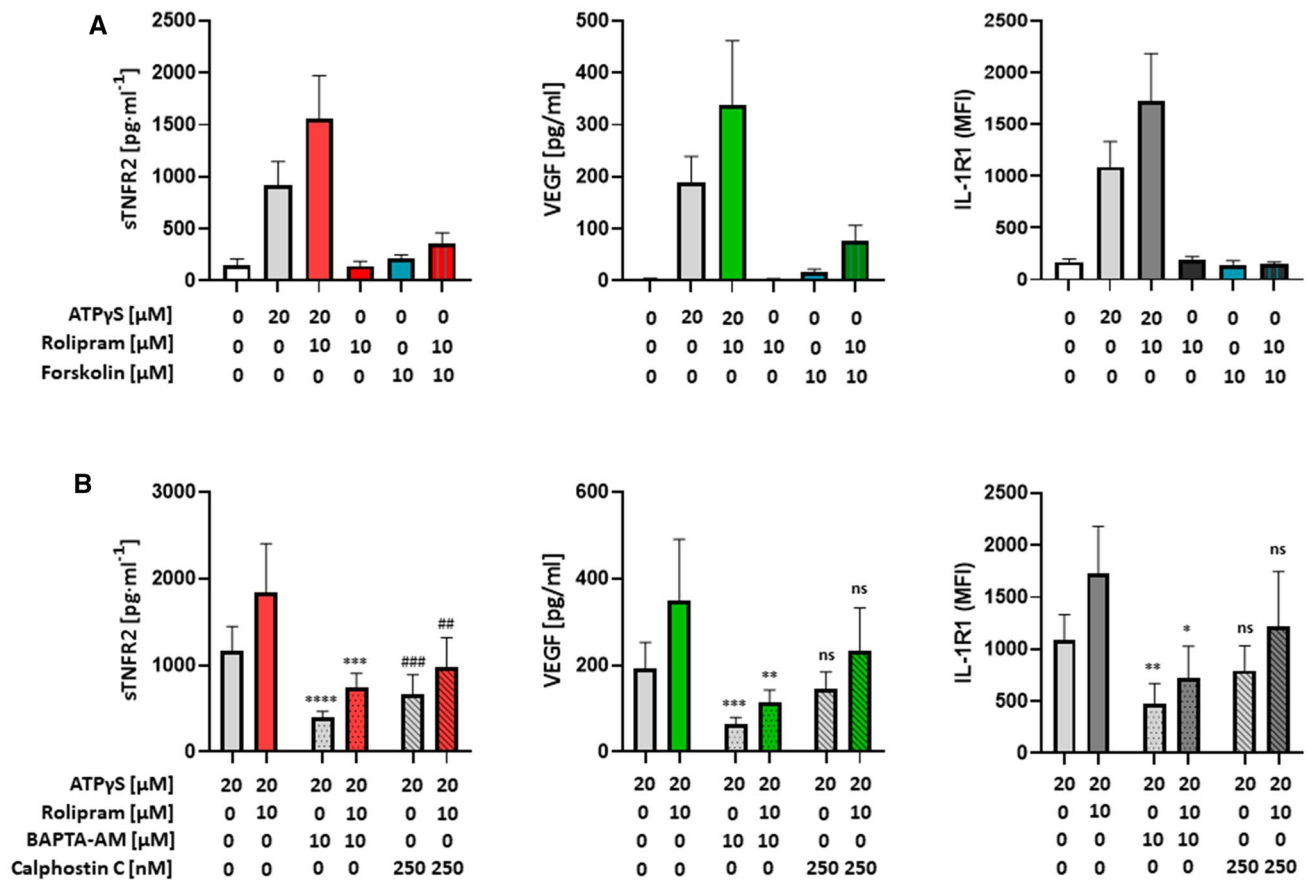 A
sTNFR2 [pg·ml-1]
2500
2000
1500
1000
500
0
VEGF [pg/ml]
500
400
300
200
100
0
IL-1R1 (MFI)
2500
2000
1500
1000
500
0
ATPγS [µM] 0 20 20 0 0 0 0 20 20 0 0 0 0 20 20 0 0 0
Rolipram [µM] 0 0 10 10 0 10 0 0 10 10 0 10 0 0 10 10 0 10
Forskolin [µM] 0 0 0 0 10 10 0 0 0 0 10 10 0 0 0 0 10 10
B
sTNFR2 [pg·ml-1]
3000
2000
1000
0
**** *** ### ##
VEGF [pg/ml]
600
400
200
0
*** ** ns ns
IL-1R1 (MFI)
2500
2000
1500
1000
500
0
** * ns ns
ATPγS [µM] 20 20 20 20 20 20 20 20 20 20 20 20 20 20 20 20 20 20
Rolipram [µM] 0 10 0 10 0 10 0 10 0 10 0 10 0 10 0 10 0 10
BAPTA-AM [µM] 0 0 10 10 0 0 0 0 10 10 0 0 0 0 10 10 0 0
Calphostin C [nM] 0 0 0 0 250 250 0 0 0 0 250 250 0 0 0 0 250 250